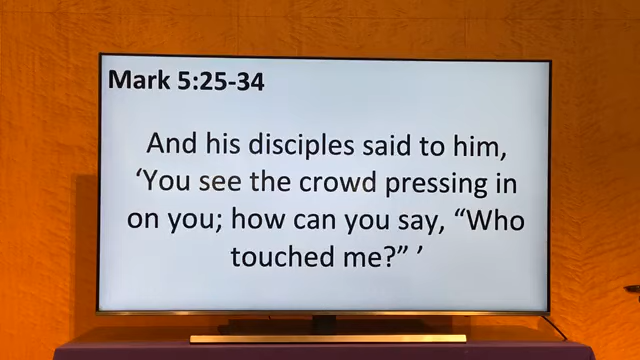 Mark 5:25-34
And his disciples said to him,
‘You see the crowd pressing in
on you; how can you say, “Who
touched me?” ’